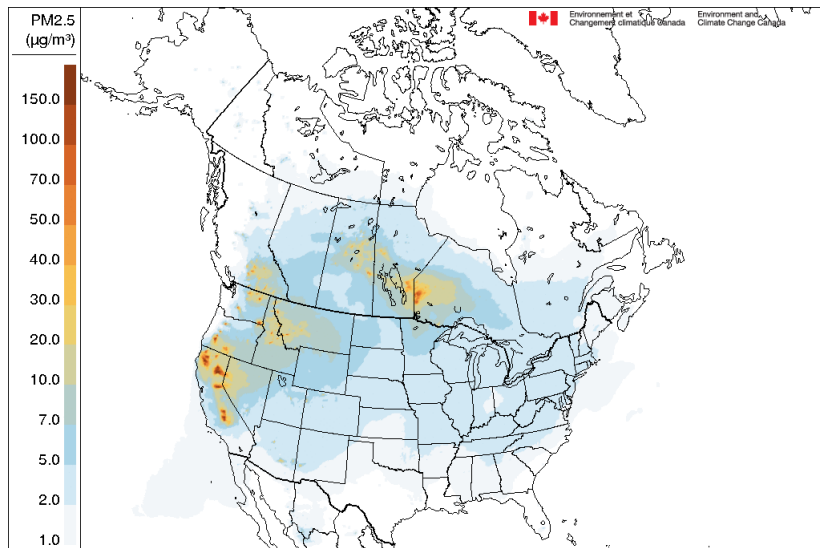 PM2.5
(µg/m³)
150.0
100.0
70.0
50.0
40.0
30.0
20.0
10.0
7.0
5.0
2.0
1.0
Environnement et
Changement climatique Canada
Environment and
Climate Change Canada